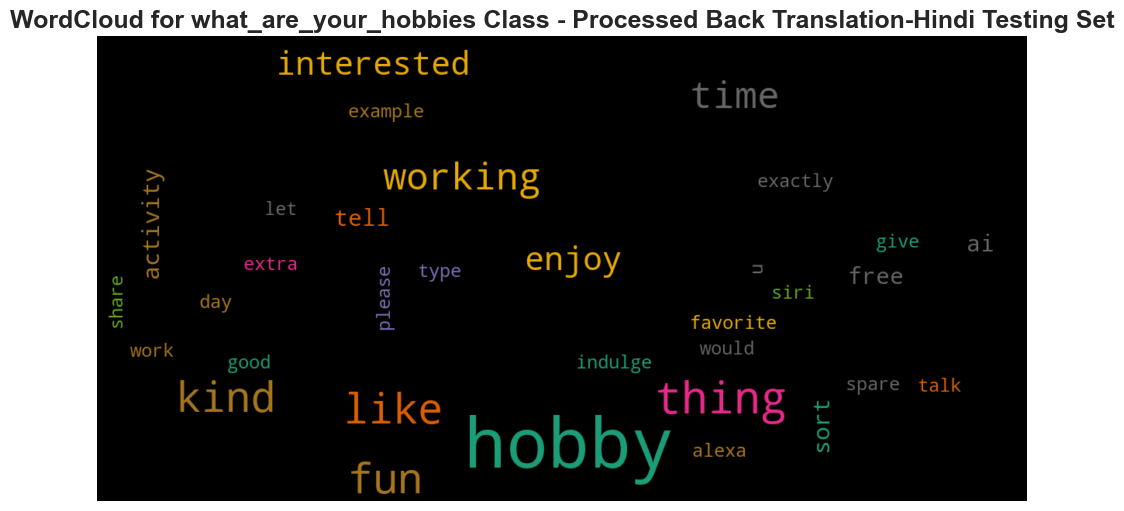 WordCloud for what_are_your_hobbies Class - Processed Back Translation-Hindi Testing Set
interested
time
example
working
exactly
activity
let
tell
give
ai
enjoy
extra
type
u
free
please
siri
share
day
favorite
work
would
good
indulge
kind
like
thing
spare
talk
sort
hobby
alexa
fun